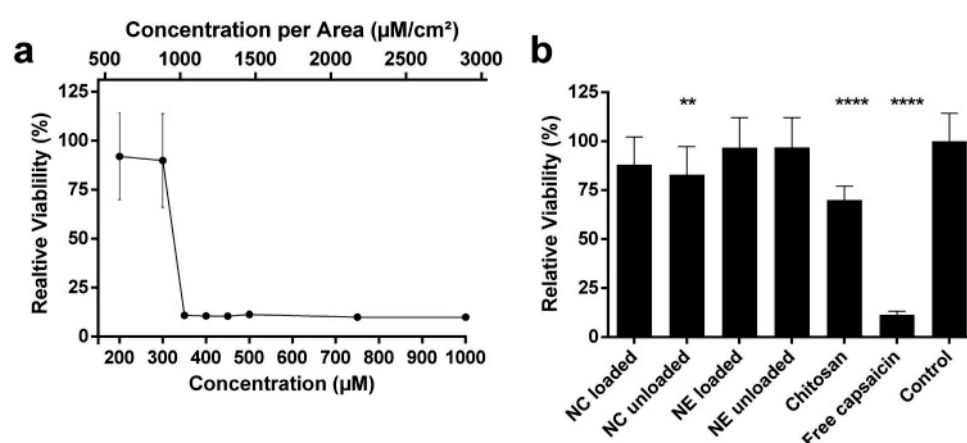 a
Concentration per Area (µM/cm²)
500 1000 1500 2000 2500 3000
Realtive Viablility (%)
125
100
75
50
25
0
200 300 400 500 600 700 800 900 1000
Concentration (µM)
b
Relative Viability (%)
125
100
75
50
25
0
** **** ****
NC loaded
NC unloaded
NE loaded
NE unloaded
Chitosan
Free capsaicin
Control